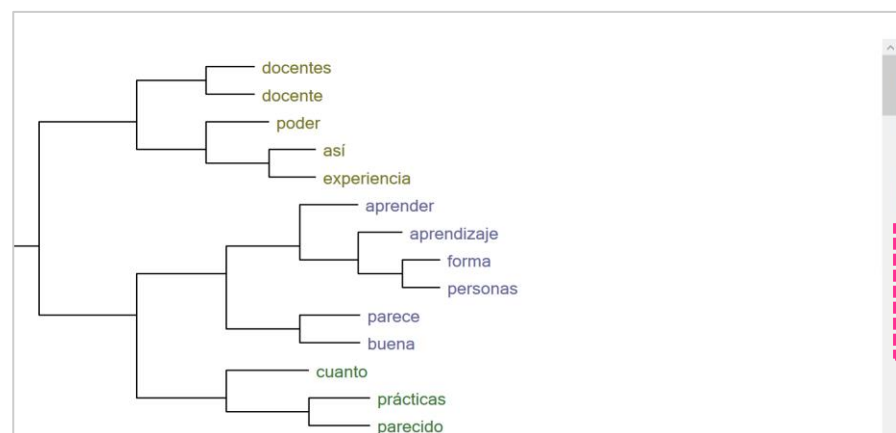 docentes
docente
poder
así
experiencia
aprender
aprendizaje
forma
personas
parece
buena
cuanto
prácticas
parecido